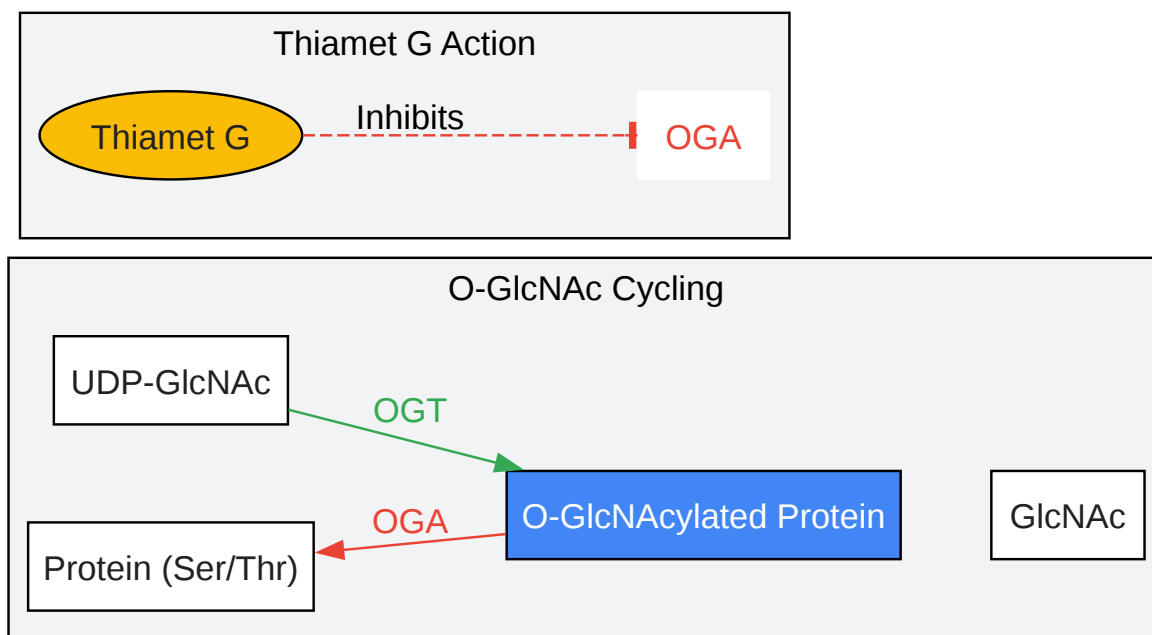 Thiamet G Action
Thiamet G
Inhibits
OGA
O-GlcNAc Cycling
UDP-GlcNAc
OGT
O-GlcNAcylated Protein
GlcNAc
OGA
Protein (Ser/Thr)